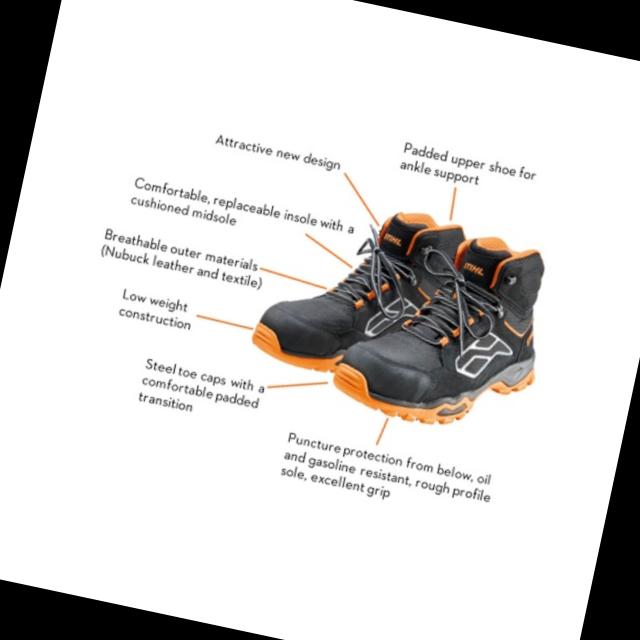 Attractive new design
Padded upper shoe for
ankle support
Comfortable, replaceable insole with a
cushioned midsole
Breathable outer materials
(Nubuck leather and textile)
Low weight
construction
Steel toe caps with a
comfortable padded
transition
Puncture protection from below, oil
and gasoline resistant, rough profile
sole, excellent grip
STIHL
STIHL